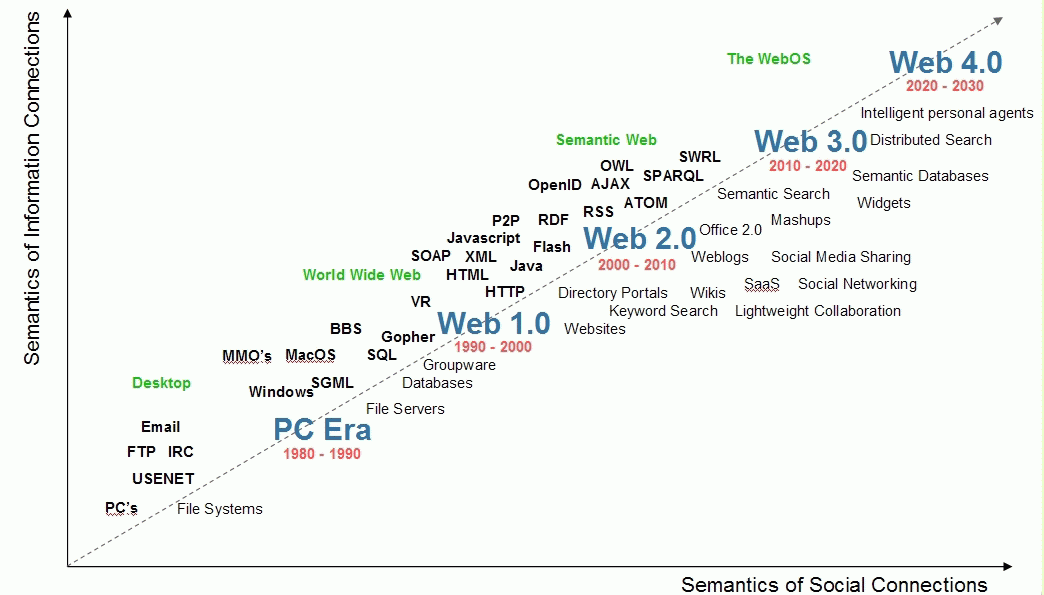 Semantics of Information Connections
The WebOS
Web 4.0
2020 - 2030
Intelligent personal agents
Semantic Web
Web 3.0
Distributed Search
2010 - 2020
SWRL
OWL
SPARQL
Semantic Databases
OpenID
AJAX
Semantic Search
ATOM
Widgets
RSS
P2P
RDF
Mashups
Office 2.0
Web 2.0
2000 - 2010
Javascript
Flash
SOAP
XML
Weblogs
Social Media Sharing
Java
World Wide Web
HTML
SaaS
Social Networking
HTTP
Directory Portals
Wikis
VR
Keyword Search
Lightweight Collaboration
Web 1.0
1990 - 2000
Websites
BBS
Gopher
MMO's
MacOS
SQL
Groupware
Desktop
SGML
Databases
Windows
File Servers
Email
PC Era
1980 - 1990
FTP
IRC
USENET
PC's
File Systems
Semantics of Social Connections